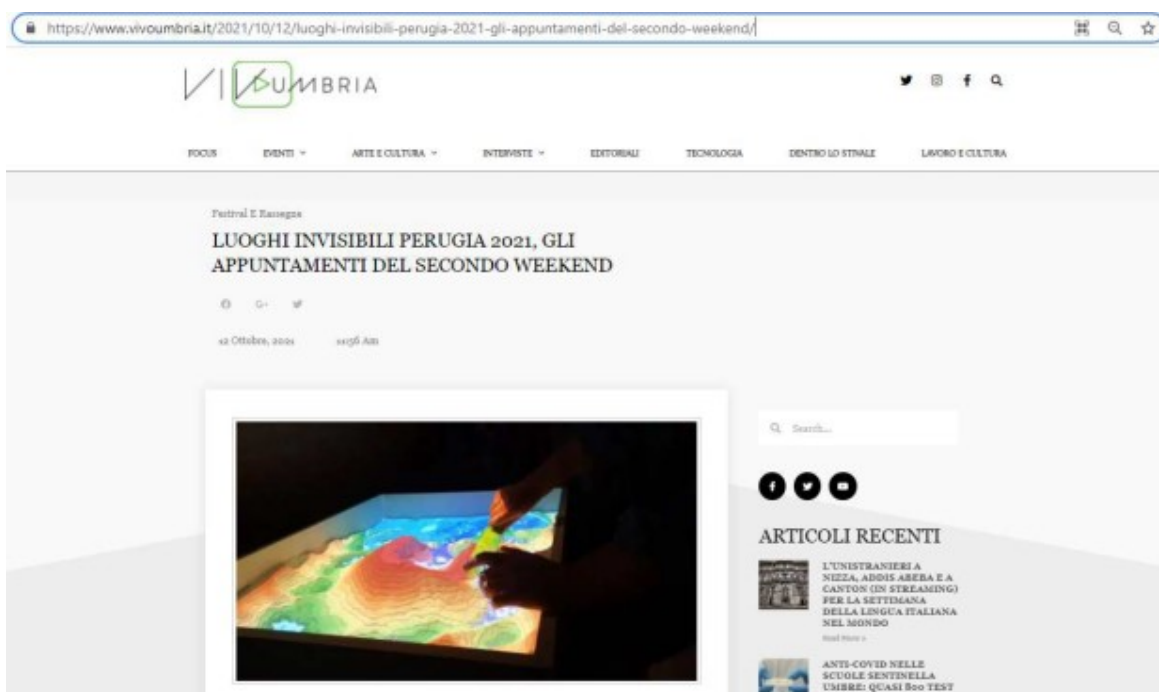 https://www.vivoumbria.it/2021/10/12/luoghi-invisibili-perugia-2021-gli-appuntamenti-del-secondo-weekend/
VIVOUMBRIA
FOCUS EVENTI ARTE E CULTURA INTERVISTE EDITORIALI TECNOLOGIA DENTRO LO STIVALE LAVORO E CULTURA
Festival E Rassegne
LUOGHI INVISIBILI PERUGIA 2021, GLI
APPUNTAMENTI DEL SECONDO WEEKEND
G+
12 Ottobre, 2021 Am
Search...
ARTICOLI RECENTI
L'UNISTRANIERI A
NIZZA, ADDIS ABEBA E A
CANTON (IN STREAMING)
PER LA SETTIMANA
DELLA LINGUA ITALIANA
NEL MONDO
Read More »
ANTI-COVID NELLE
SCUOLE SENTINELLA
UMBRE: QUASI 800 TEST